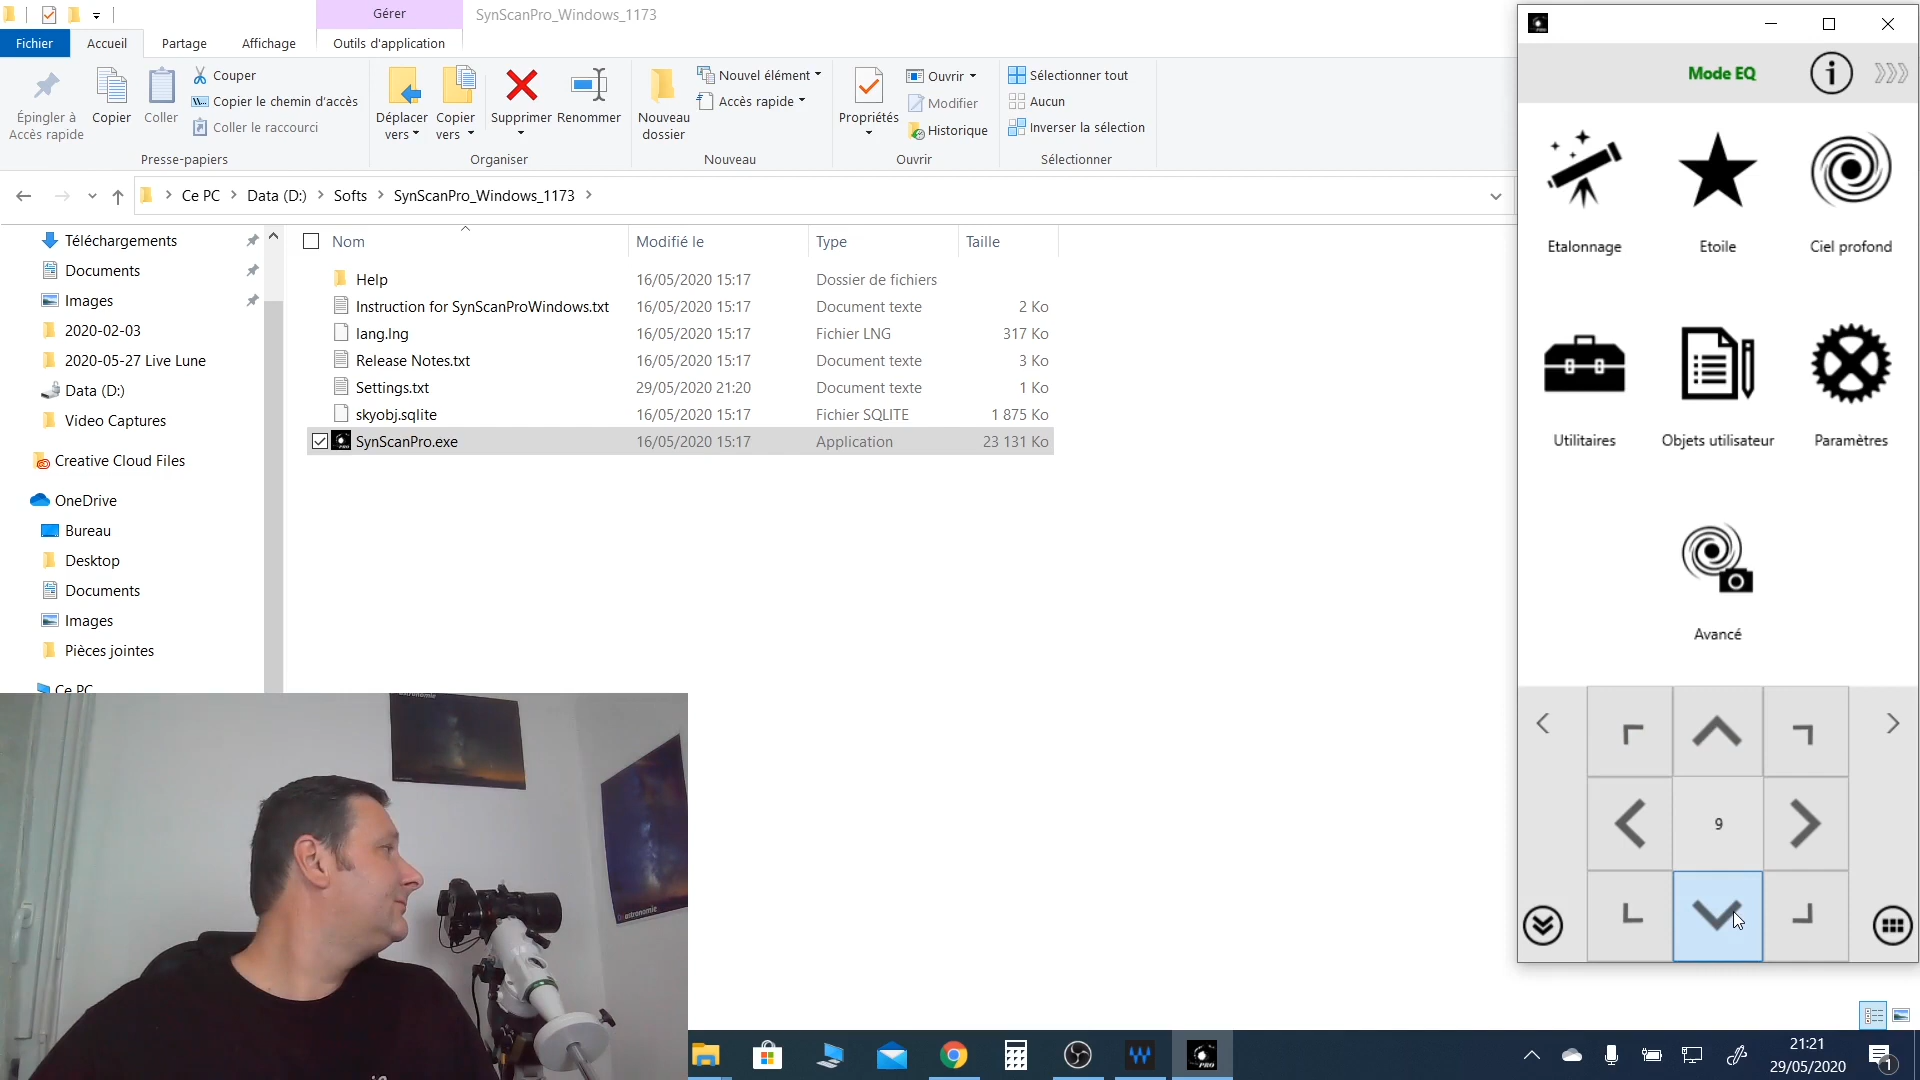 Gérer
SynScanPro_Windows_1173
Fichier
Accueil
Partage
Affichage
Outils d'application
Épingler à
Accès rapide
Copier
Coller
Couper
Copier le chemin d'accès
Coller le raccourci
Presse-papiers
Déplacer
vers
Copier
vers
Supprimer
Renommer
Organiser
Nouveau
dossier
Nouvel élément
Accès rapide
Nouveau
Propriétés
Ouvrir
Modifier
Historique
Ouvrir
Sélectionner tout
Aucun
Inverser la sélection
Sélectionner
Ce PC
Data (D:)
Softs
SynScanPro_Windows_1173
Téléchargements
Documents
Images
2020-02-03
2020-05-27 Live Lune
Data (D:)
Video Captures
Creative Cloud Files
OneDrive
Bureau
Desktop
Documents
Images
Pièces jointes
Ce PC
Nom
Modifié le
Type
Taille
Help
16/05/2020 15:17
Dossier de fichiers
Instruction for SynScanProWindows.txt
16/05/2020 15:17
Document texte
2 Ko
lang.lng
16/05/2020 15:17
Fichier LNG
317 Ko
Release Notes.txt
16/05/2020 15:17
Document texte
3 Ko
Settings.txt
29/05/2020 21:20
Document texte
1 Ko
skyobj.sqlite
16/05/2020 15:17
Fichier SQLITE
1 875 Ko
SynScanPro.exe
16/05/2020 15:17
Application
23 131 Ko
Mode EQ
Etalonnage
Etoile
Ciel profond
Utilitaires
Objets utilisateur
Paramètres
Avancé
9
astronomie
astronomie
PRO
21:21
29/05/2020
1